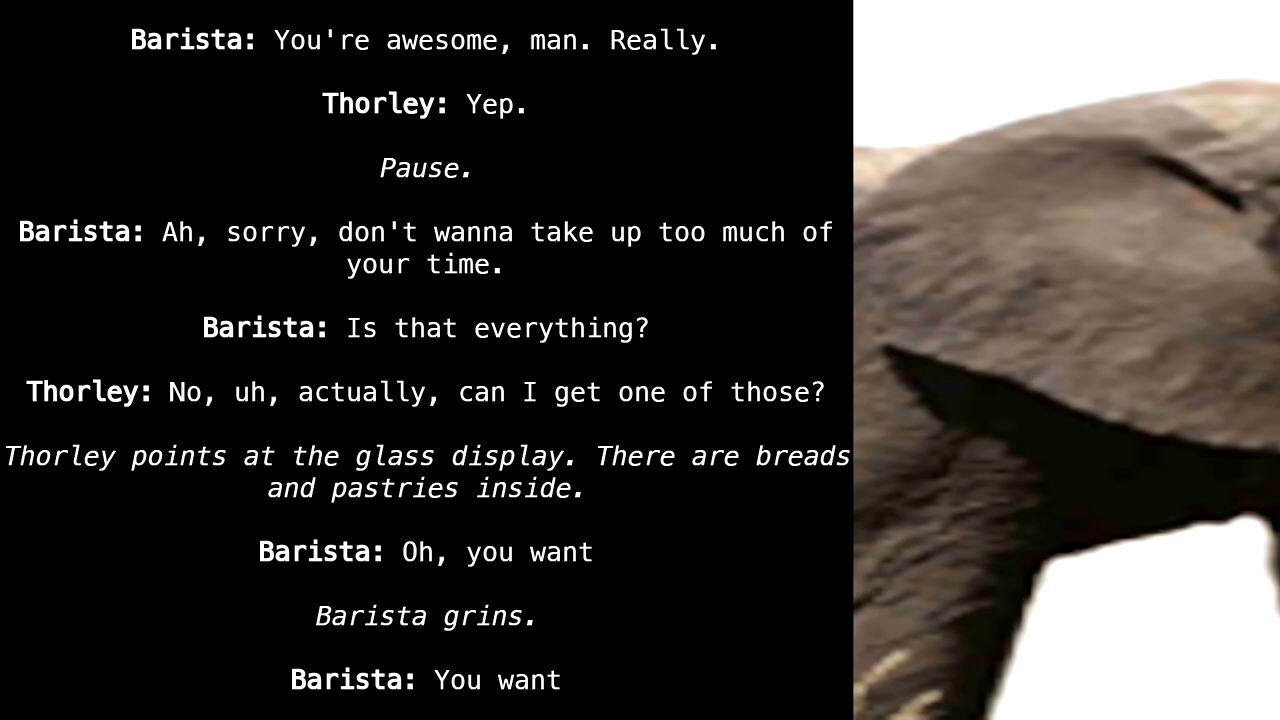 Barista: You're awesome, man. Really.
Thorley: Yep.
Pause.
Barista: Ah, sorry, don't wanna take up too much of
your time.
Barista: Is that everything?
Thorley: No, uh, actually, can I get one of those?
Thorley points at the glass display. There are breads
and pastries inside.
Barista: Oh, you want
Barista grins.
Barista: You want